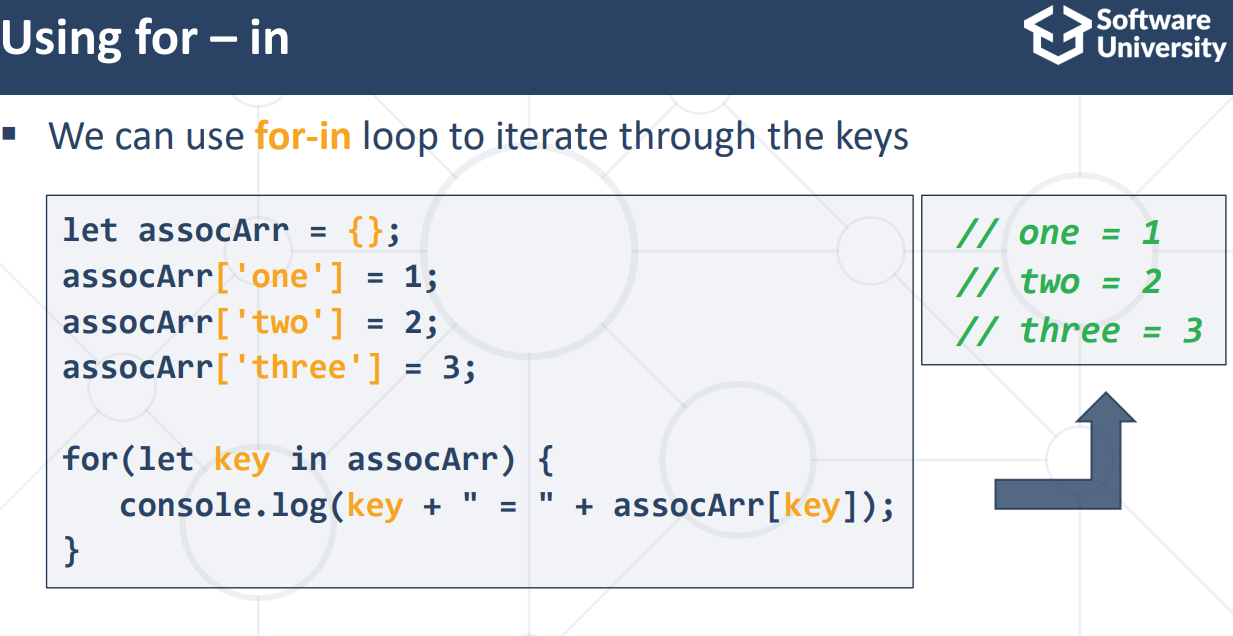 Using for – in
Software
University
▪ We can use for-in loop to iterate through the keys
let assocArr = {};
assocArr['one'] = 1;
assocArr['two'] = 2;
assocArr['three'] = 3;
for(let key in assocArr) {
console.log(key + " = " + assocArr[key]);
}
// one = 1
// two = 2
// three = 3